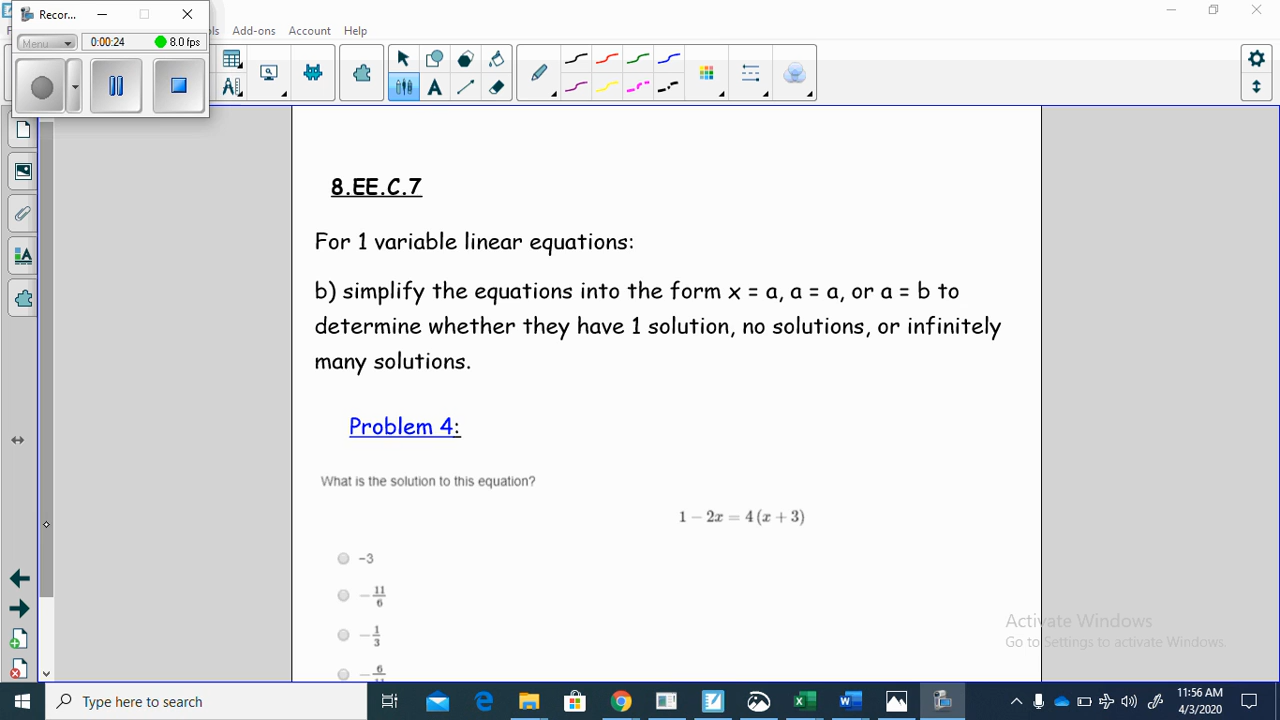 Recor...
Menu
0:00:24
8.0 fps
Add-ons Account Help
8.EE.C.7
For 1 variable linear equations:
b) simplify the equations into the form x = a, a = a, or a = b to
determine whether they have 1 solution, no solutions, or infinitely
many solutions.
Problem 4:
What is the solution to this equation?
1 − 2x = 4 (x + 3)
-3
− 11/6
− 1/3
Activate Windows
Go to Settings to activate Windows.
Type here to search
11:56 AM
4/3/2020